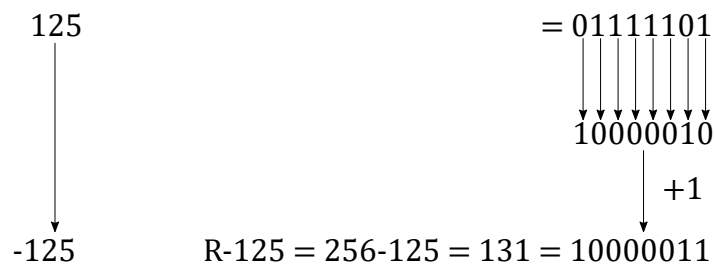 125 = 01111101
10000010
+1
-125 R-125 = 256-125 = 131 = 10000011